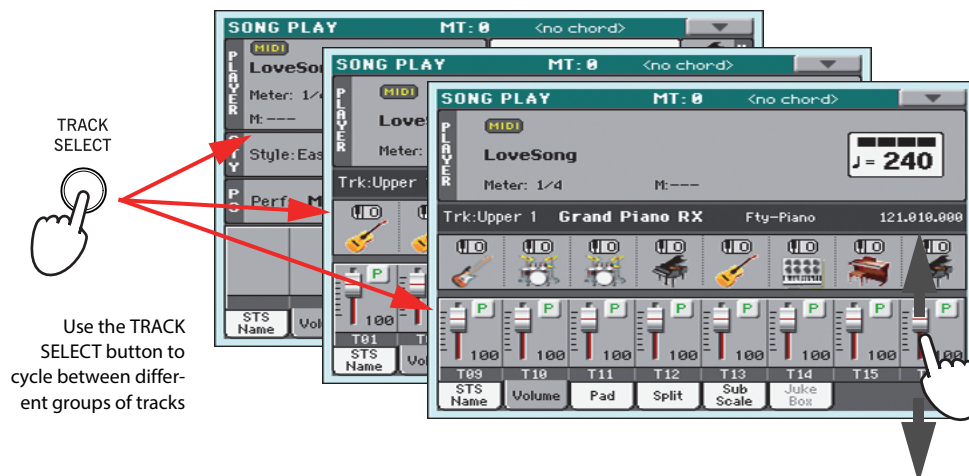 TRACK
SELECT
Use the TRACK
SELECT button to
cycle between differ-
ent groups of tracks
SONG PLAY MT: 0 <no chord>
PLAYER
MIDI
Meter: 1/
M:---
Style:
Perf:
STS
Name
SONG PLAY MT: 0 <no chord>
PLAYER
MIDI
Meter:
Trk:Upper
P
100
T01
STS
Name
SONG PLAY MT: 0 <no chord>
PLAYER
MIDI
LoveSong
♩ = 240
Meter: 1/4 M:---
Trk:Upper 1 Grand Piano RX Fty-Piano 121.010.000
P P P P P P P P
100 100 100 100 100 100 100 100
T09 T10 T11 T12 T13 T14 T15
STS
Name
Volume
Pad
Split
Sub
Scale
Juke
Box